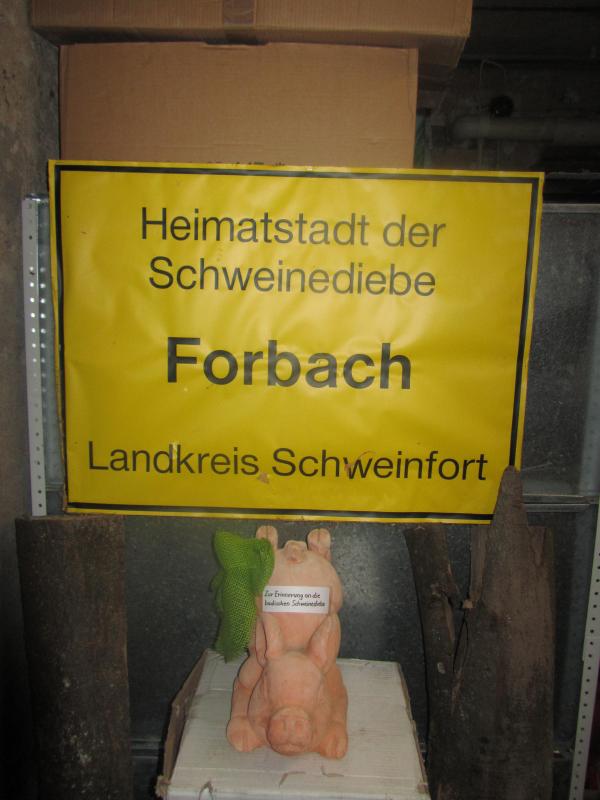 Heimatstadt der
Schweinediebe
Forbach
Landkreis Schweinfort
Zur Erinnerung an die
badischen Schweinediebe